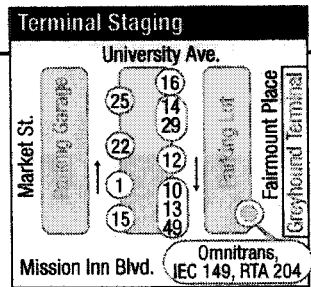 Terminal Staging
University Ave.
Market St.
Parking Garage
25
22
1
15
16
14
29
12
10
13
49
Parking Lot
Fairmount Place
Greyhound Terminal
Mission Inn Blvd.
Omnitrans,
IEC 149, RTA 204